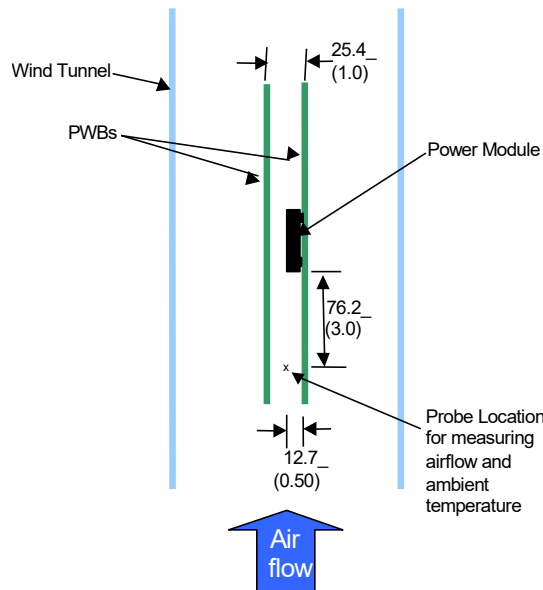 25.4_
(1.0)
Wind Tunnel
PWBs
Power Module
76.2_
(3.0)
x
Probe Location
for measuring
airflow and
ambient
temperature
12.7_
(0.50)
Air
flow